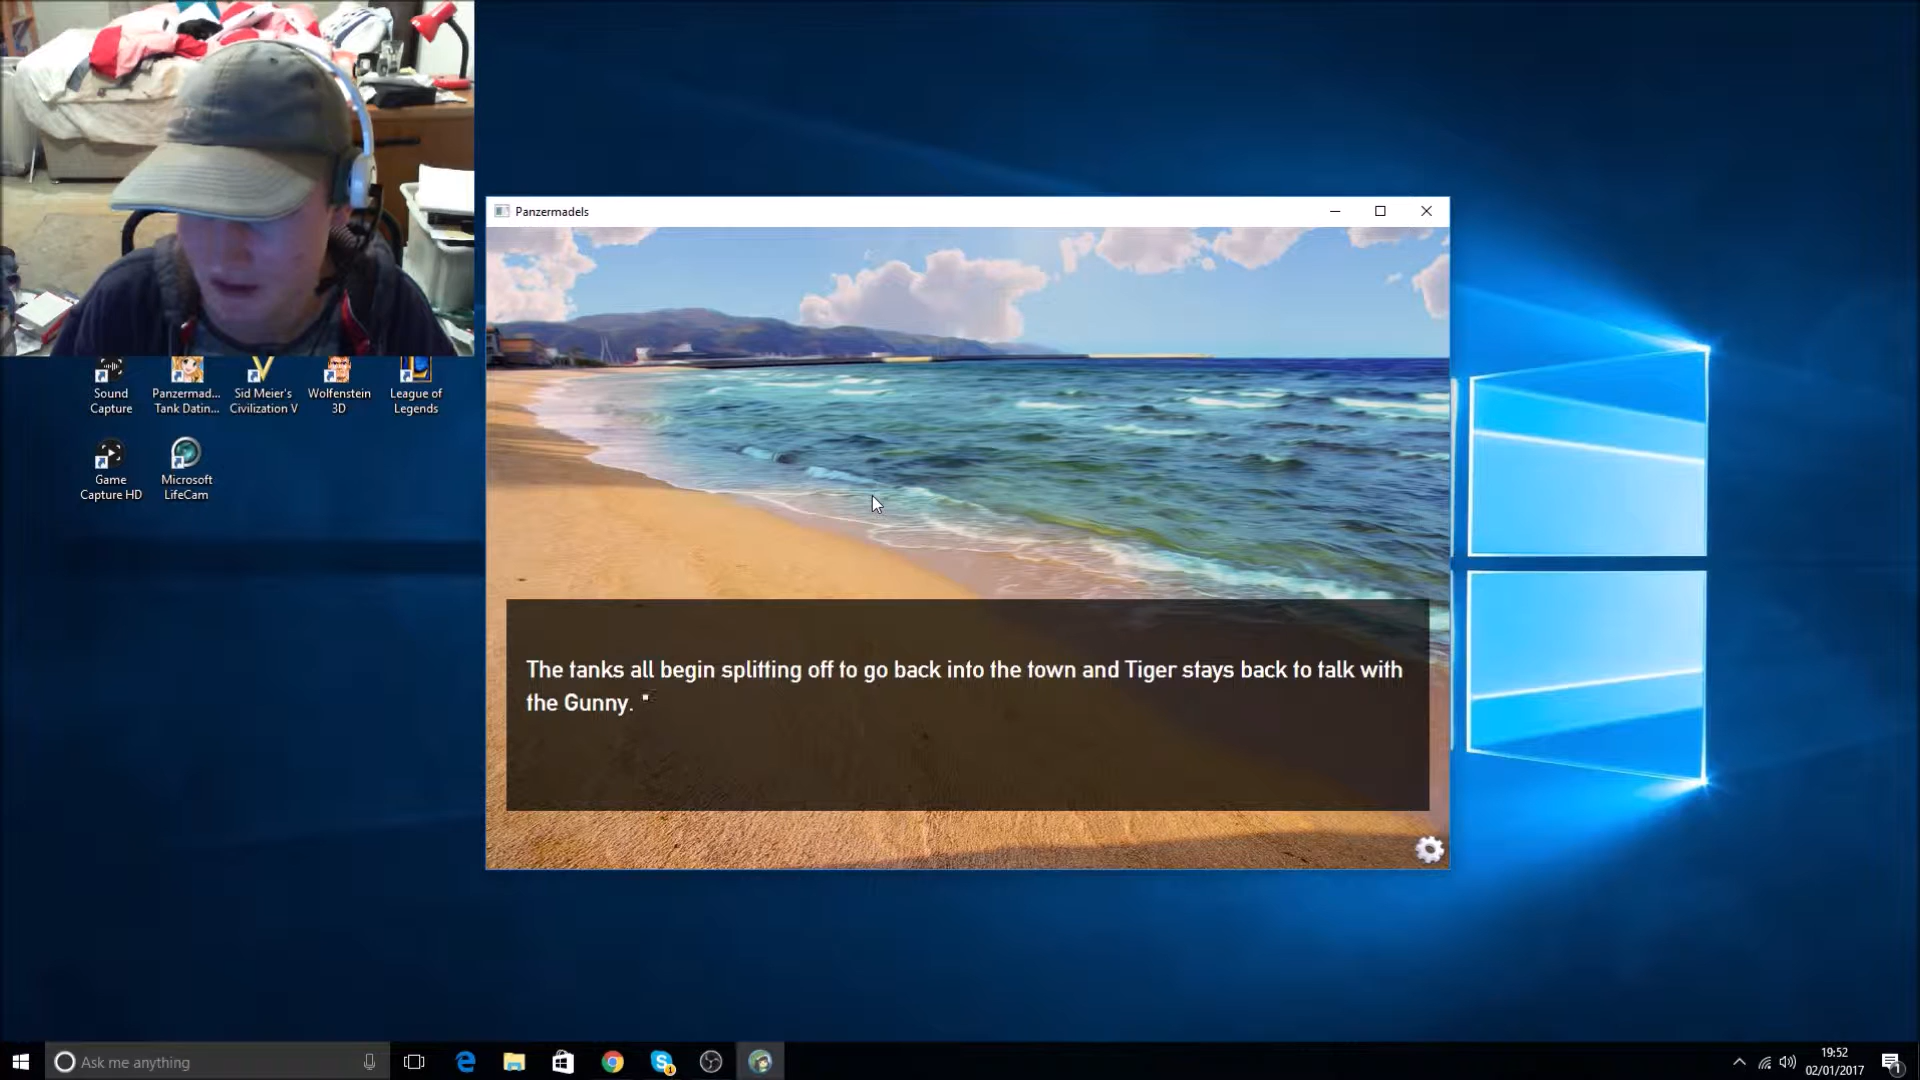 Panzermadels
Sound
Capture
Panzermad...
Tank Datin...
Sid Meier's
Civilization V
Wolfenstein
3D
League of
Legends
Game
Capture HD
Microsoft
LifeCam
The tanks all begin splitting off to go back into the town and Tiger stays back to talk with
the Gunny.
Ask me anything
19:52
02/01/2017